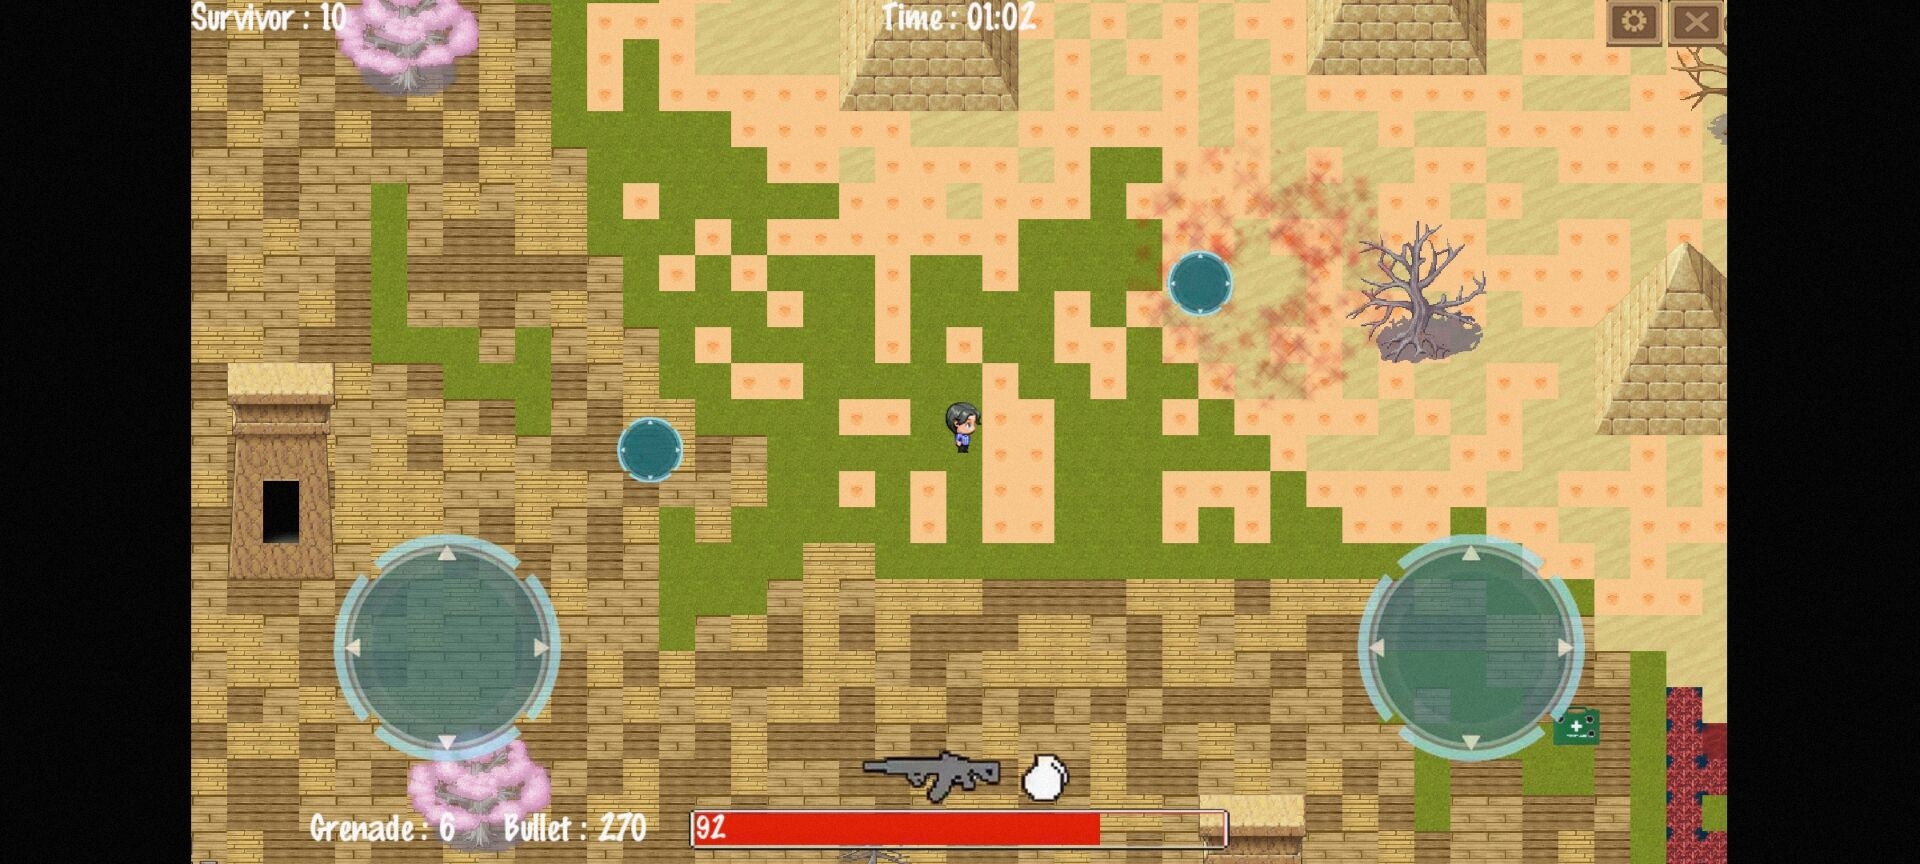 Survivor : 10
Time : 01:02
Grenade : 6
Bullet : 270
92